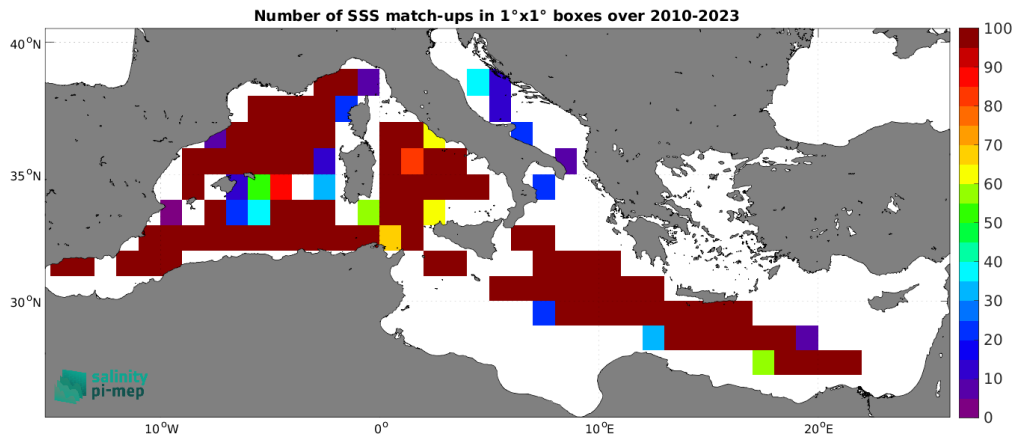 Number of SSS match-ups in 1°x1° boxes over 2010-2023
40°N
35°N
30°N
10°W
0°
10°E
20°E
100
90
80
70
60
50
40
30
20
10
0
salinity
pi-mep